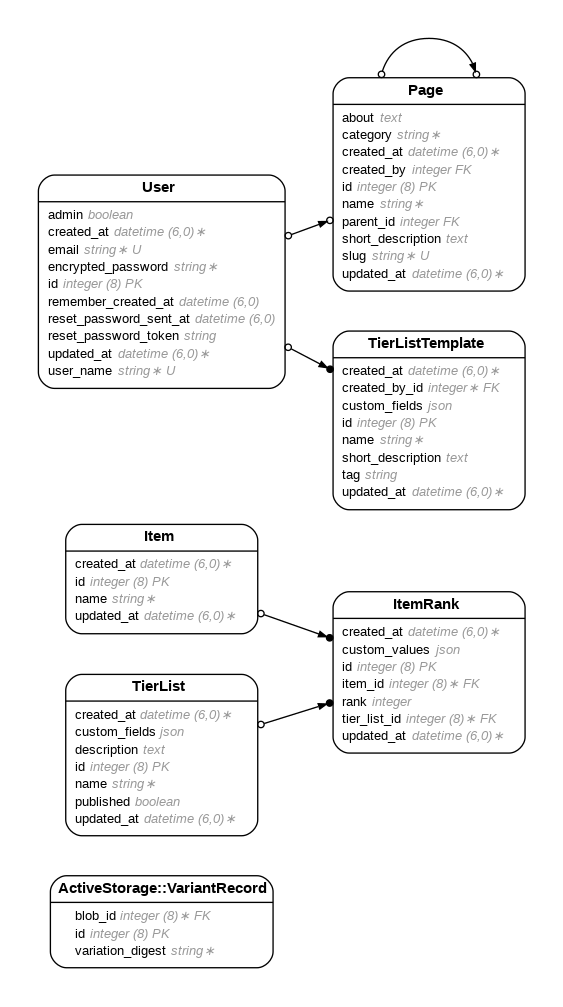 Page
about text
category string∗
created_at datetime (6,0)∗
created_by integer FK
id integer (8) PK
name string∗
parent_id integer FK
short_description text
slug string∗ U
updated_at datetime (6,0)∗
User
admin boolean
created_at datetime (6,0)∗
email string∗ U
encrypted_password string∗
id integer (8) PK
remember_created_at datetime (6,0)
reset_password_sent_at datetime (6,0)
reset_password_token string
updated_at datetime (6,0)∗
user_name string∗ U
TierListTemplate
created_at datetime (6,0)∗
created_by_id integer∗ FK
custom_fields json
id integer (8) PK
name string∗
short_description text
tag string
updated_at datetime (6,0)∗
Item
created_at datetime (6,0)∗
id integer (8) PK
name string∗
updated_at datetime (6,0)∗
ItemRank
created_at datetime (6,0)∗
custom_values json
id integer (8) PK
item_id integer (8)∗ FK
rank integer
tier_list_id integer (8)∗ FK
updated_at datetime (6,0)∗
TierList
created_at datetime (6,0)∗
custom_fields json
description text
id integer (8) PK
name string∗
published boolean
updated_at datetime (6,0)∗
ActiveStorage::VariantRecord
blob_id integer (8)∗ FK
id integer (8) PK
variation_digest string∗